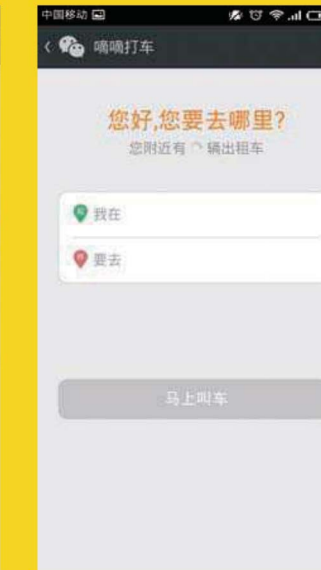 中国移动
嘀嘀打车
您好,您要去哪里?
您附近有 辆出租车
我在
要去
马上叫车